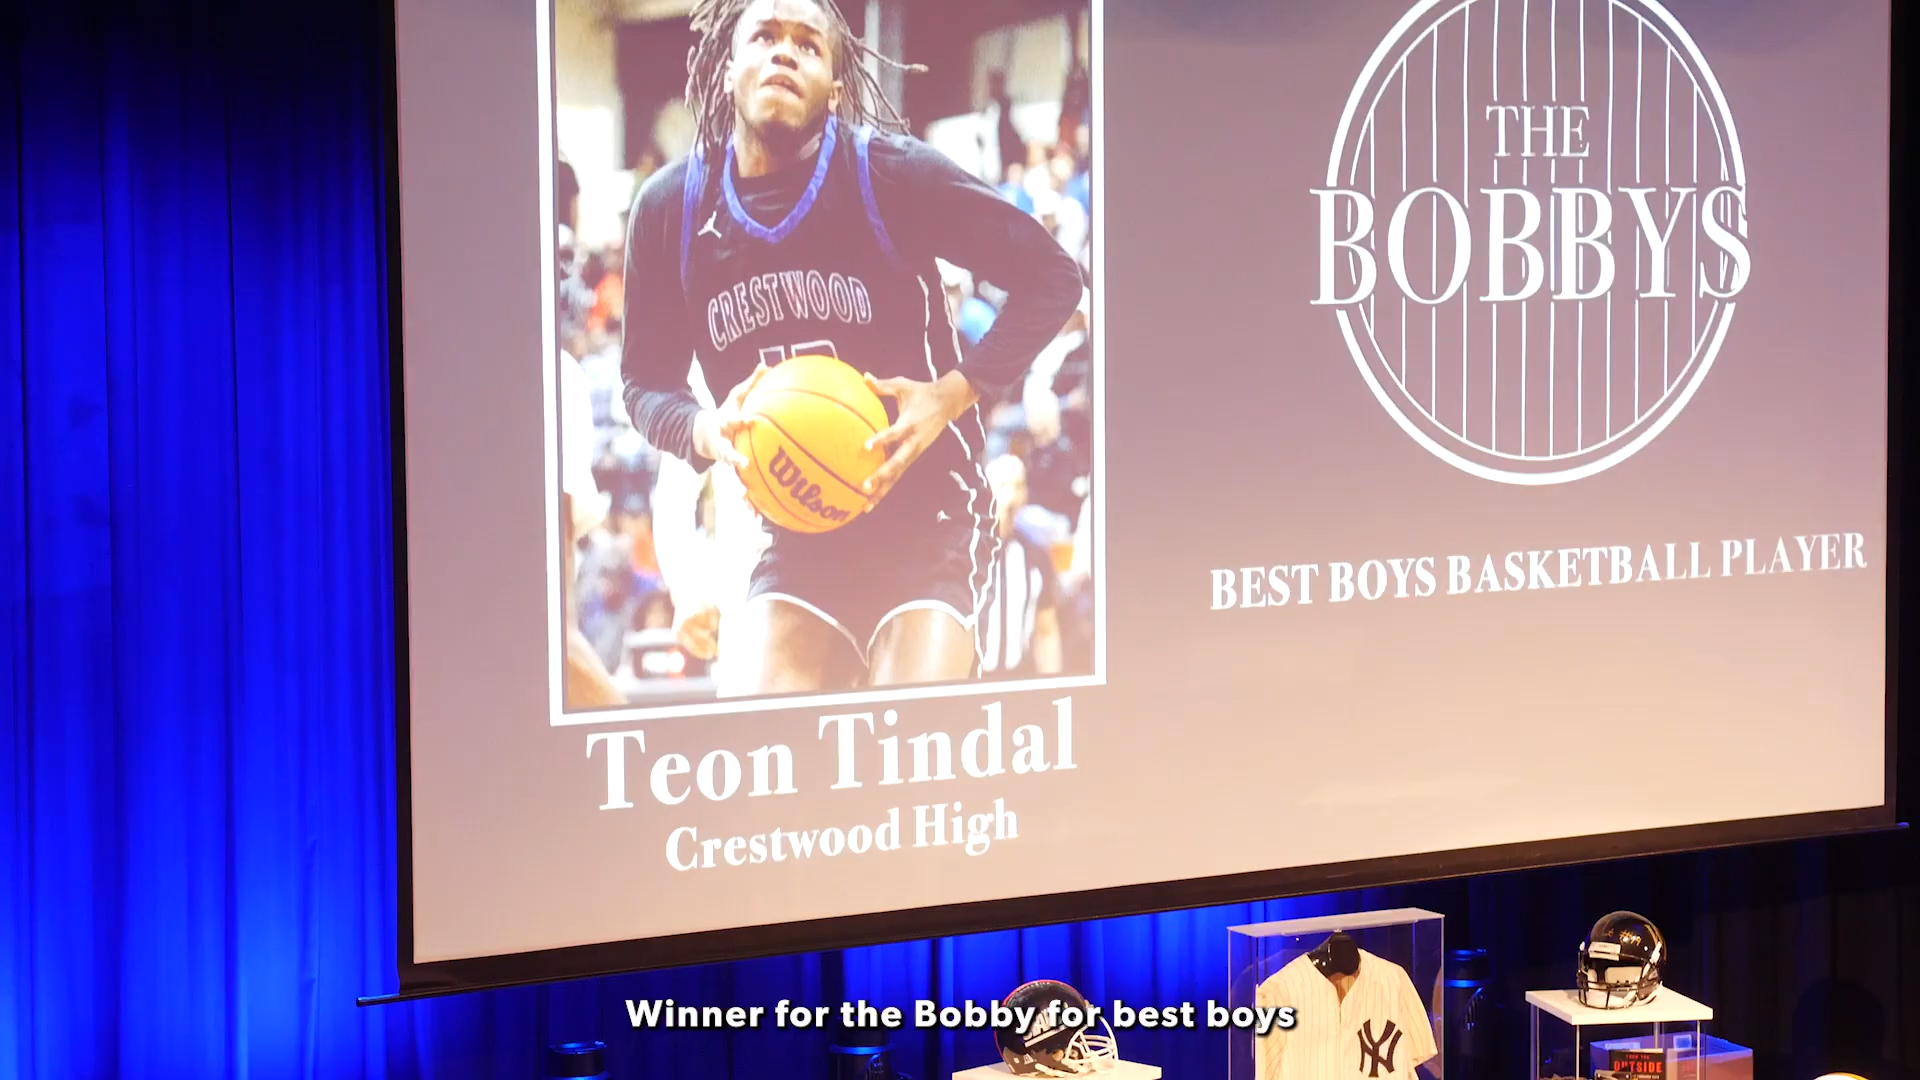 THE
BOBBYS
CRESTWOOD
Wilson
BEST BOYS BASKETBALL PLAYER
Teon Tindal
Crestwood High
Winner for the Bobby for best boys
NY
OUTSIDE